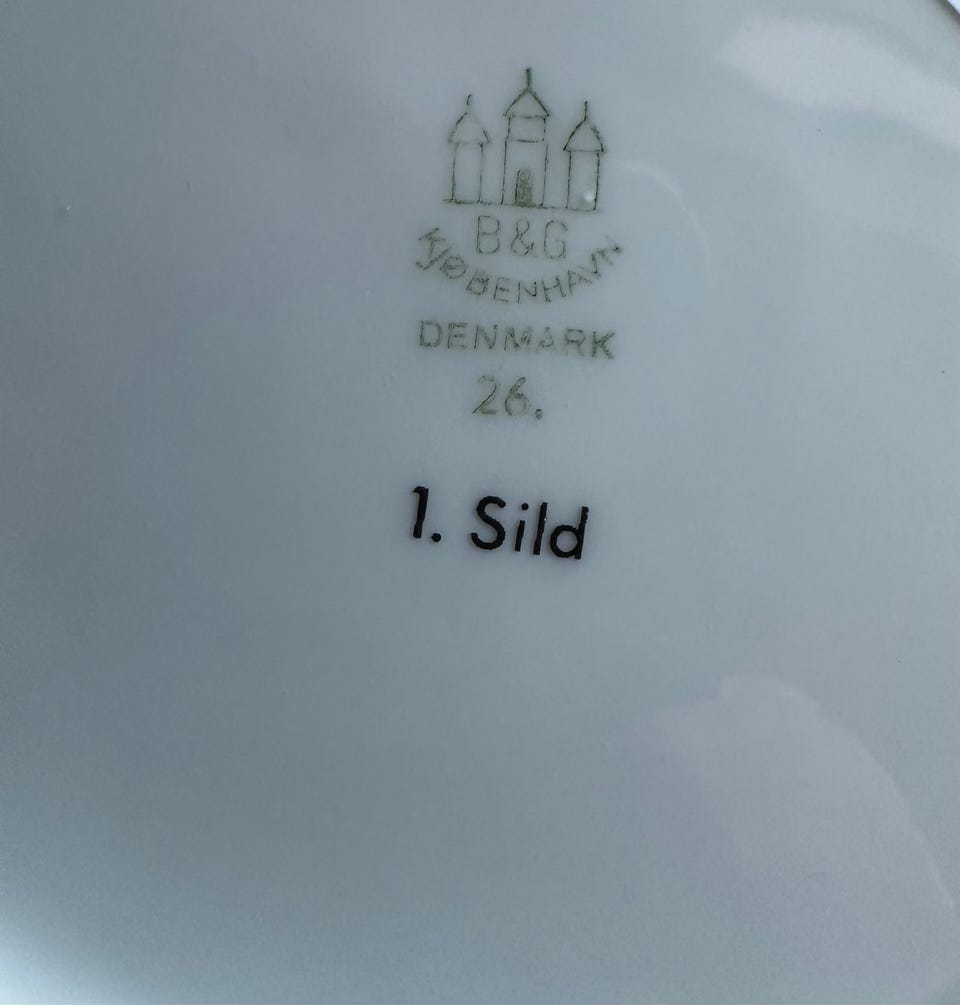 B&G
KJØBENHAVN
DENMARK
26.
1. Sild